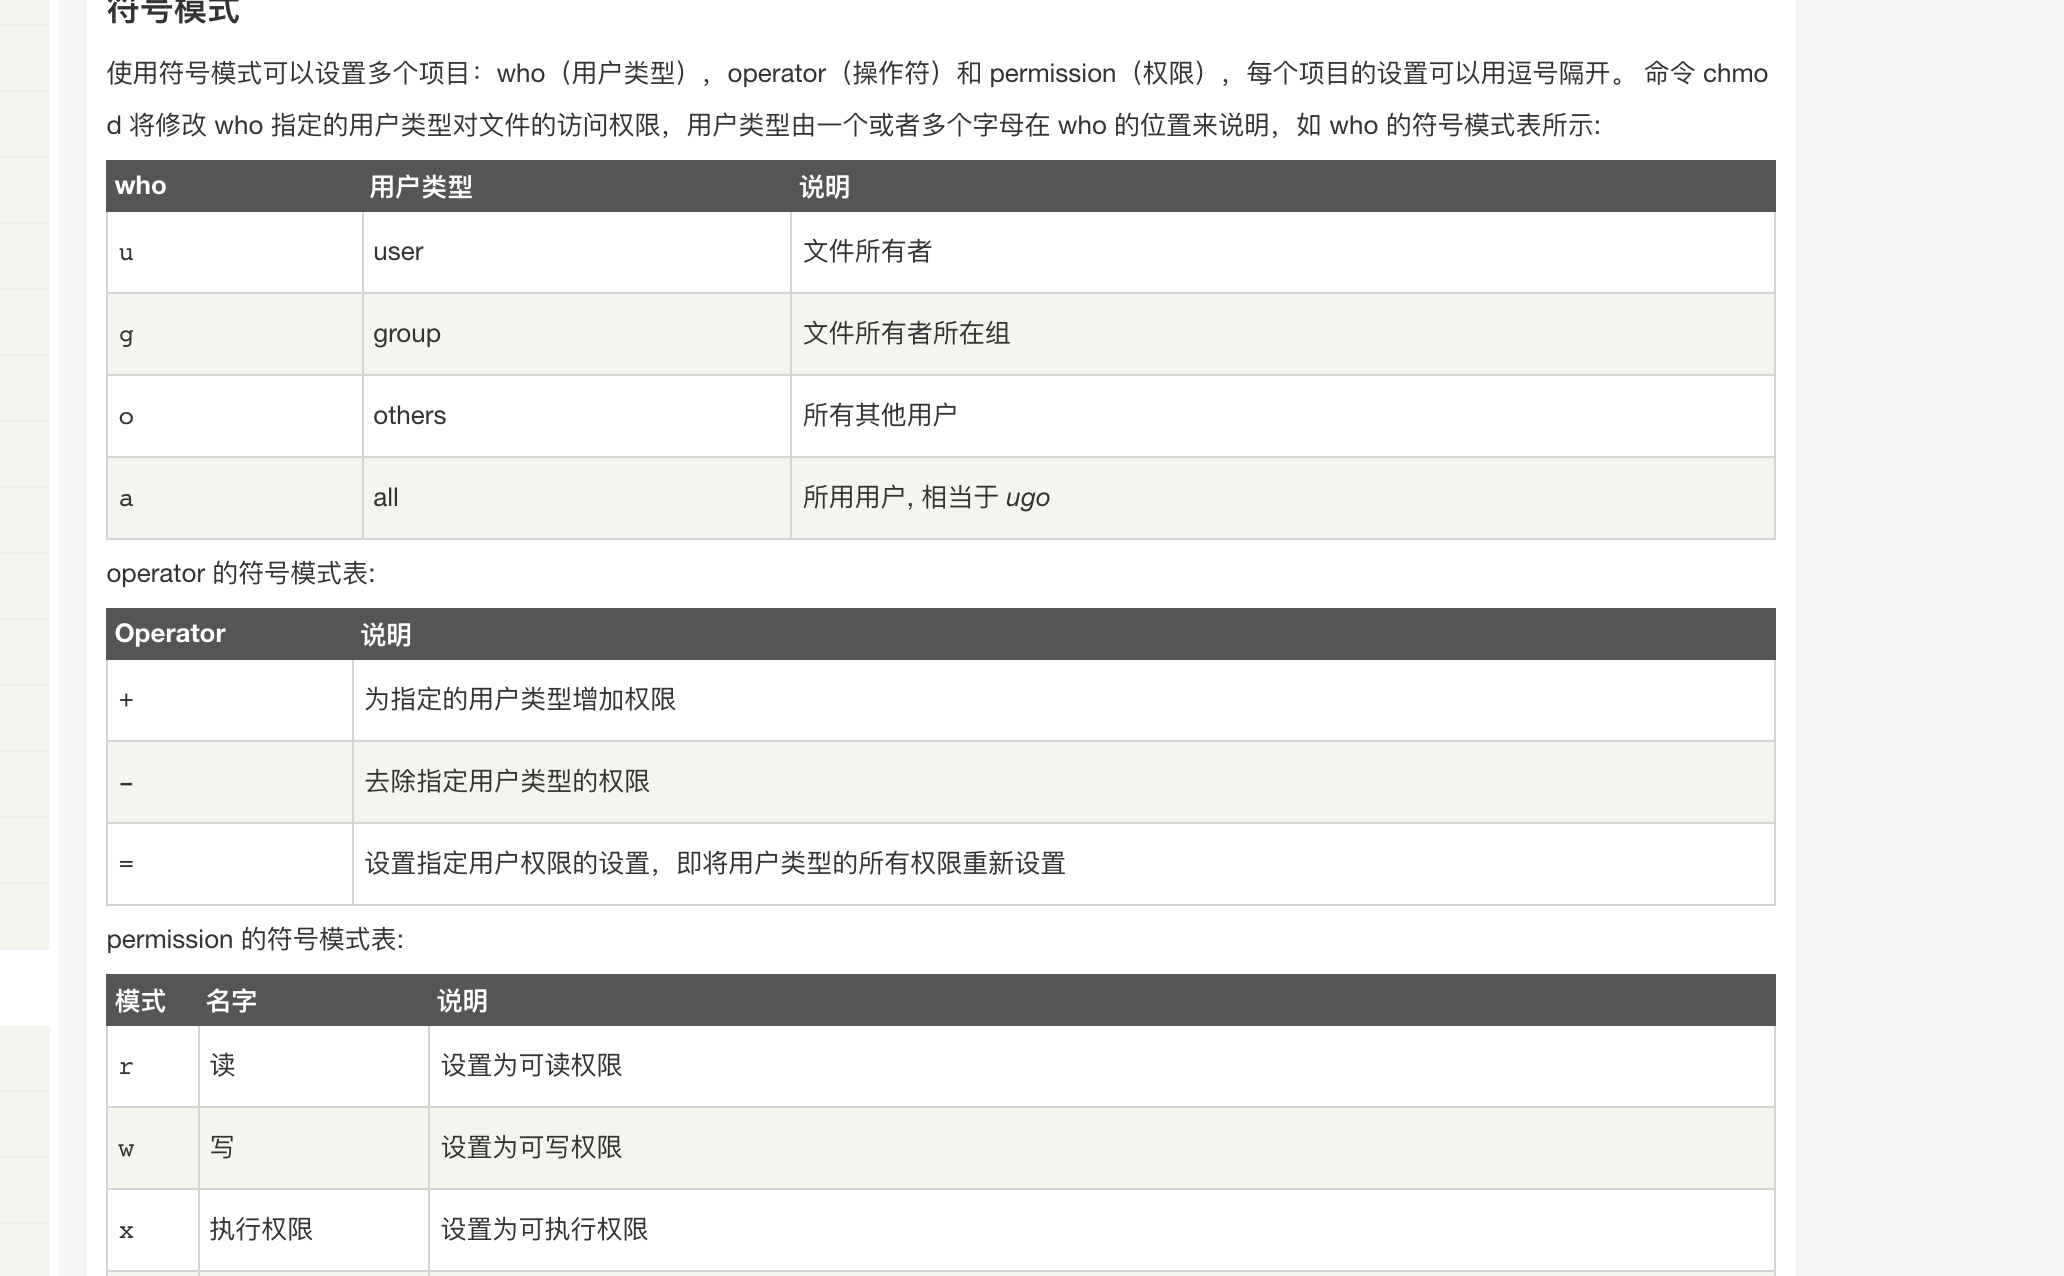 符号模式
使用符号模式可以设置多个项目：who（用户类型），operator（操作符）和 permission（权限），每个项目的设置可以用逗号隔开。 命令 chmo
d 将修改 who 指定的用户类型对文件的访问权限，用户类型由一个或者多个字母在 who 的位置来说明，如 who 的符号模式表所示:
who 用户类型 说明
u user 文件所有者
g group 文件所有者所在组
o others 所有其他用户
a all 所用用户, 相当于 ugo
operator 的符号模式表:
Operator 说明
+ 为指定的用户类型增加权限
- 去除指定用户类型的权限
= 设置指定用户权限的设置，即将用户类型的所有权限重新设置
permission 的符号模式表:
模式 名字 说明
r 读 设置为可读权限
w 写 设置为可写权限
x 执行权限 设置为可执行权限